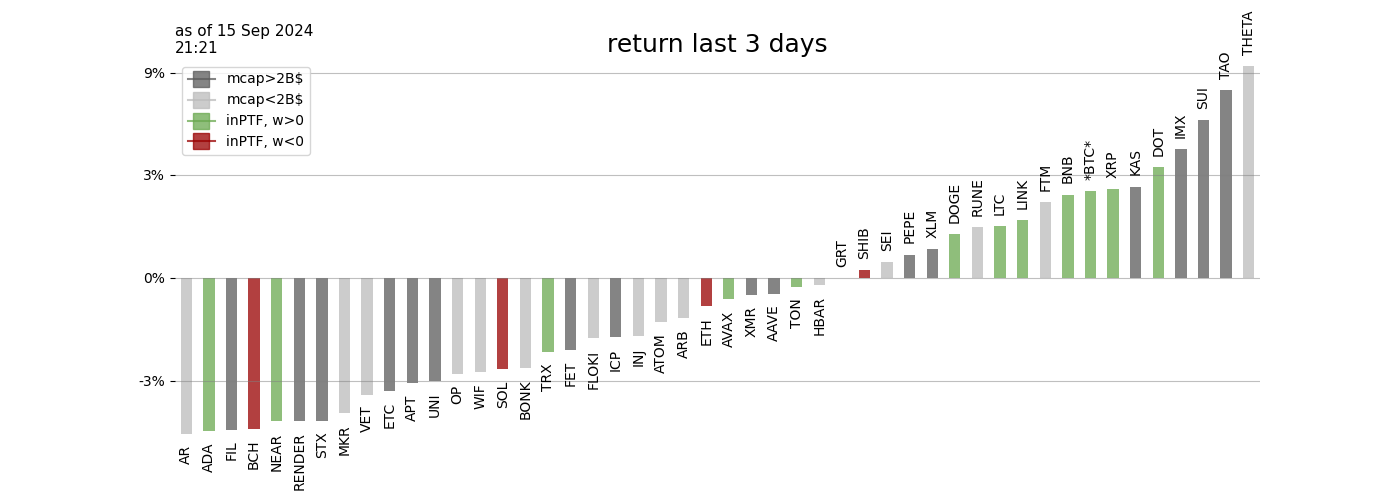 as of 15 Sep 2024
21:21
return last 3 days
mcap>2B$
mcap<2B$
inPTF, w>0
inPTF, w<0
9%
3%
0%
-3%
AR
ADA
FIL
BCH
NEAR
RENDER
STX
MKR
VET
ETC
APT
UNI
OP
WIF
SOL
BONK
TRX
FET
FLOKI
ICP
INJ
ATOM
ARB
ETH
AVAX
XMR
AAVE
TON
HBAR
GRT
SHIB
SEI
PEPE
XLM
DOGE
RUNE
LTC
LINK
FTM
BNB
*BTC*
XRP
KAS
DOT
IMX
SUI
TAO
THETA